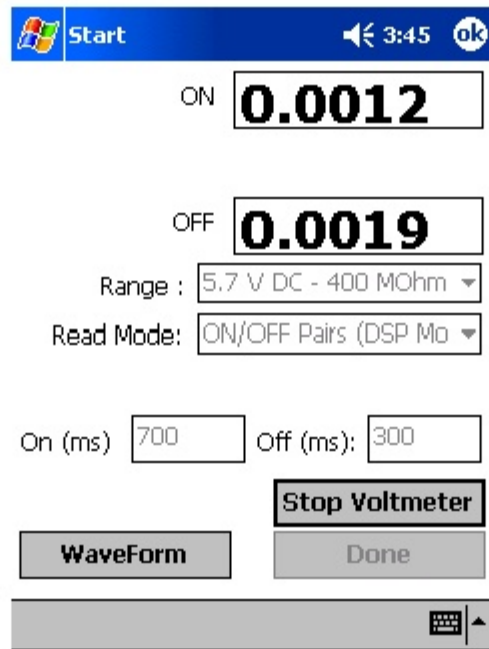 Start 3:45 ok
ON 0.0012
OFF 0.0019
Range : 5.7 V DC - 400 MOhm
Read Mode: ON/OFF Pairs (DSP Mo
On (ms) 700 Off (ms): 300
Stop Voltmeter
WaveForm Done